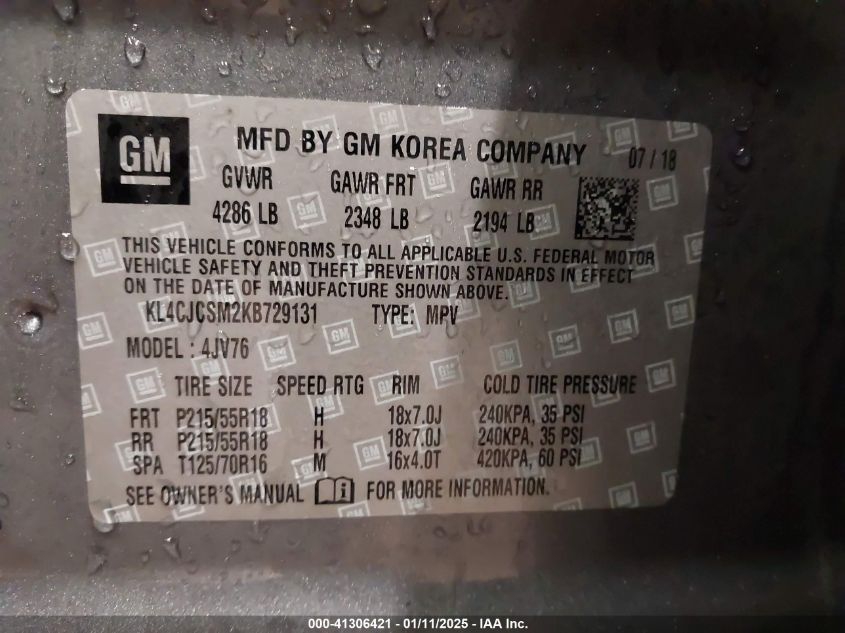 GM
MFD BY GM KOREA COMPANY 07/18
GVWR GAWR FRT GAWR RR
4286 LB 2348 LB 2194 LB
THIS VEHICLE CONFORMS TO ALL APPLICABLE U.S. FEDERAL MOTOR
VEHICLE SAFETY AND THEFT PREVENTION STANDARDS IN EFFECT
ON THE DATE OF MANUFACTURE SHOWN ABOVE.
KL4CJCSM2KB729131 TYPE: MPV
MODEL : 4JV76
TIRE SIZE SPEED RTG RIM COLD TIRE PRESSURE
FRT P215/55R18 H 18x7.0J 240KPA, 35 PSI
RR P215/55R18 H 18x7.0J 240KPA, 35 PSI
SPA T125/70R16 M 16x4.0T 420KPA, 60 PSI
SEE OWNER'S MANUAL FOR MORE INFORMATION.
000-41306421 - 01/11/2025 - IAA Inc.